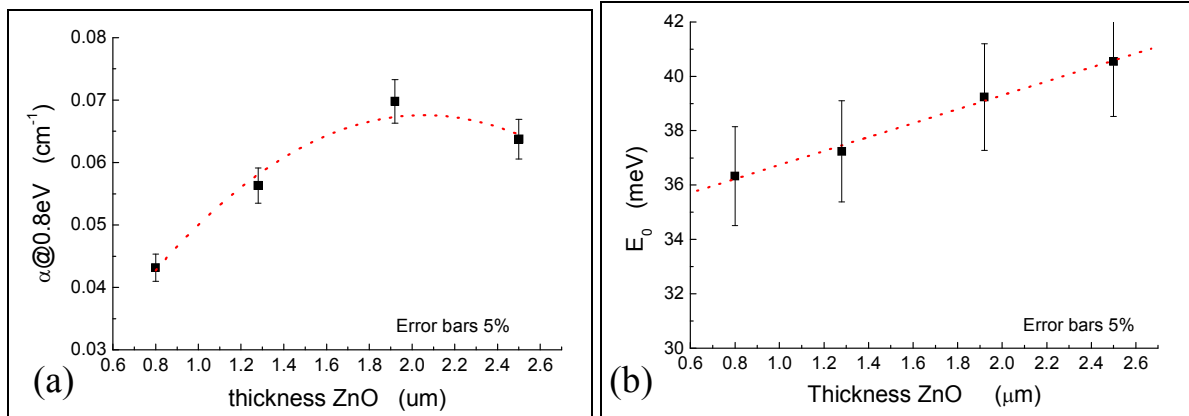 0.08
0.07
0.06
0.05
0.04
0.03
α@0.8eV (cm⁻¹)
Error bars 5%
0.6 0.8 1.0 1.2 1.4 1.6 1.8 2.0 2.2 2.4 2.6
thickness ZnO (um)
(a)
42
40
38
36
34
32
30
E₀ (meV)
Error bars 5%
0.6 0.8 1.0 1.2 1.4 1.6 1.8 2.0 2.2 2.4 2.6
Thickness ZnO (μm)
(b)